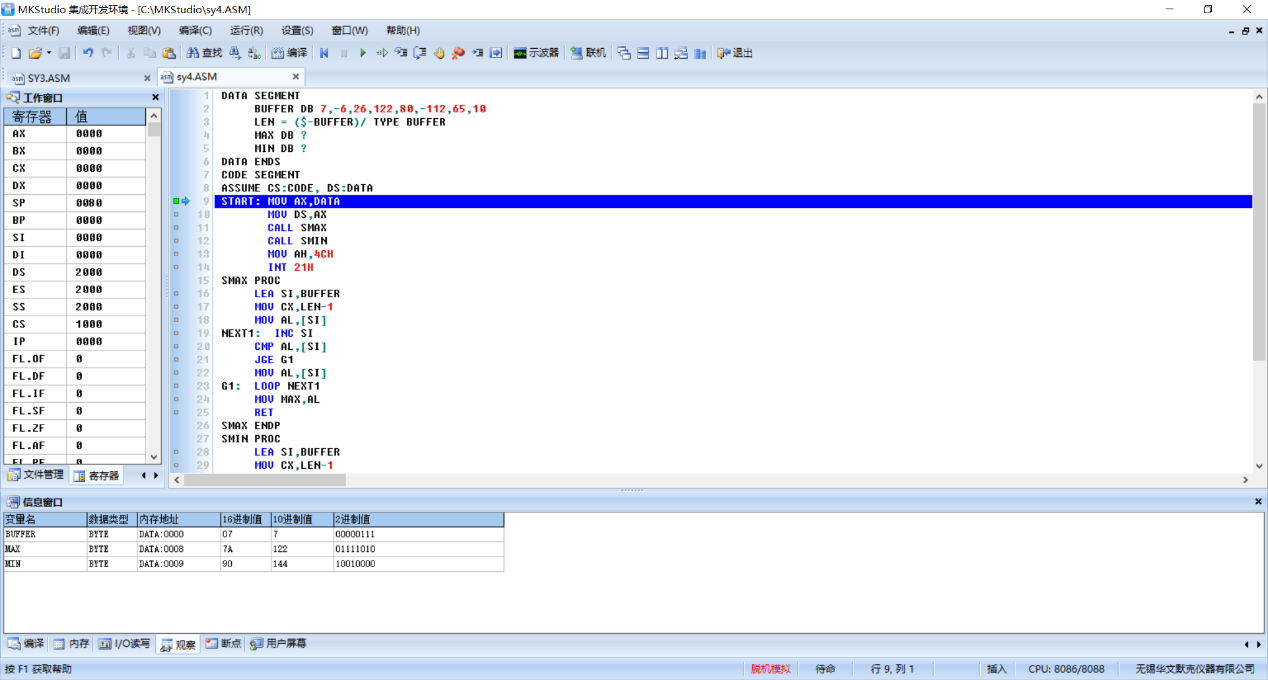 MKStudio 集成开发环境 - [C:\MKStudio\sy4.ASM]
文件(F) 编辑(E) 视图(V) 编译(C) 运行(R) 设置(S) 窗口(W) 帮助(H)
查找 编译 示波器 联机 退出
SY3.ASM × sy4.ASM ×
工作窗口
寄存器 值
AX 0000
BX 0000
CX 0000
DX 0000
SP 0080
BP 0000
SI 0000
DI 0000
DS 2000
ES 2000
SS 2000
CS 1000
IP 0000
FL.OF 0
FL.DF 0
FL.IF 0
FL.SF 0
FL.ZF 0
FL.AF 0
FL.PF 0
文件管理 寄存器
1 DATA SEGMENT
2 BUFFER DB 7,-6,26,122,80,-112,65,10
3 LEN = ($-BUFFER)/ TYPE BUFFER
4 MAX DB ?
5 MIN DB ?
6 DATA ENDS
7 CODE SEGMENT
8 ASSUME CS:CODE, DS:DATA
9 START: MOV AX,DATA
10 MOV DS,AX
11 CALL SMAX
12 CALL SMIN
13 MOV AH,4CH
14 INT 21H
15 SMAX PROC
16 LEA SI,BUFFER
17 MOV CX,LEN-1
18 MOV AL,[SI]
19 NEXT1: INC SI
20 CMP AL,[SI]
21 JGE G1
22 MOV AL,[SI]
23 G1: LOOP NEXT1
24 MOV MAX,AL
25 RET
26 SMAX ENDP
27 SMIN PROC
28 LEA SI,BUFFER
29 MOV CX,LEN-1
信息窗口
变量名 数据类型 内存地址 16进制值 10进制值 2进制值
BUFFER BYTE DATA:0000 07 7 00000111
MAX BYTE DATA:0008 7A 122 01111010
MIN BYTE DATA:0009 90 144 10010000
编译 内存 I/O读写 观察 断点 用户屏幕
按 F1 获取帮助 脱机模拟 待命 行 9, 列 1 插入 CPU: 8086/8088 无锡华文默克仪器有限公司